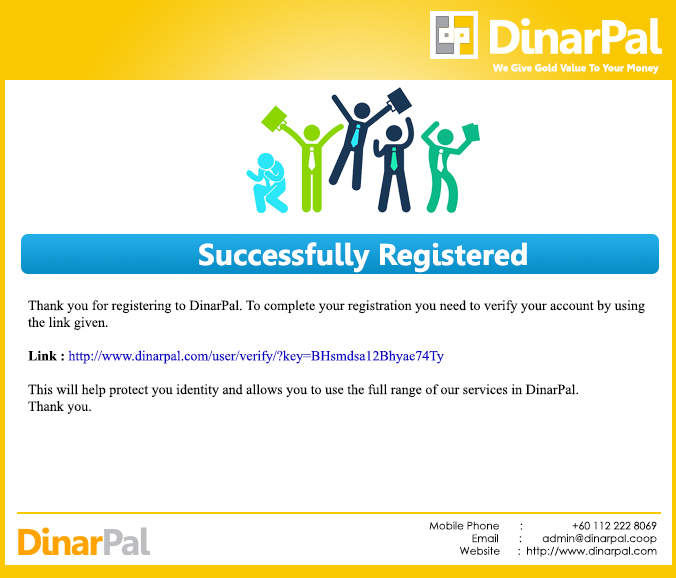 DinarPal
We Give Gold Value To Your Money
Successfully Registered
Thank you for registering to DinarPal. To complete your registration you need to verify your account by using
the link given.
Link : http://www.dinarpal.com/user/verify/?key=BHsmdsa12Bhyae74Ty
This will help protect you identity and allows you to use the full range of our services in DinarPal.
Thank you.
DinarPal
Mobile Phone : +60 112 222 8069
Email : admin@dinarpal.coop
Website : http://www.dinarpal.com